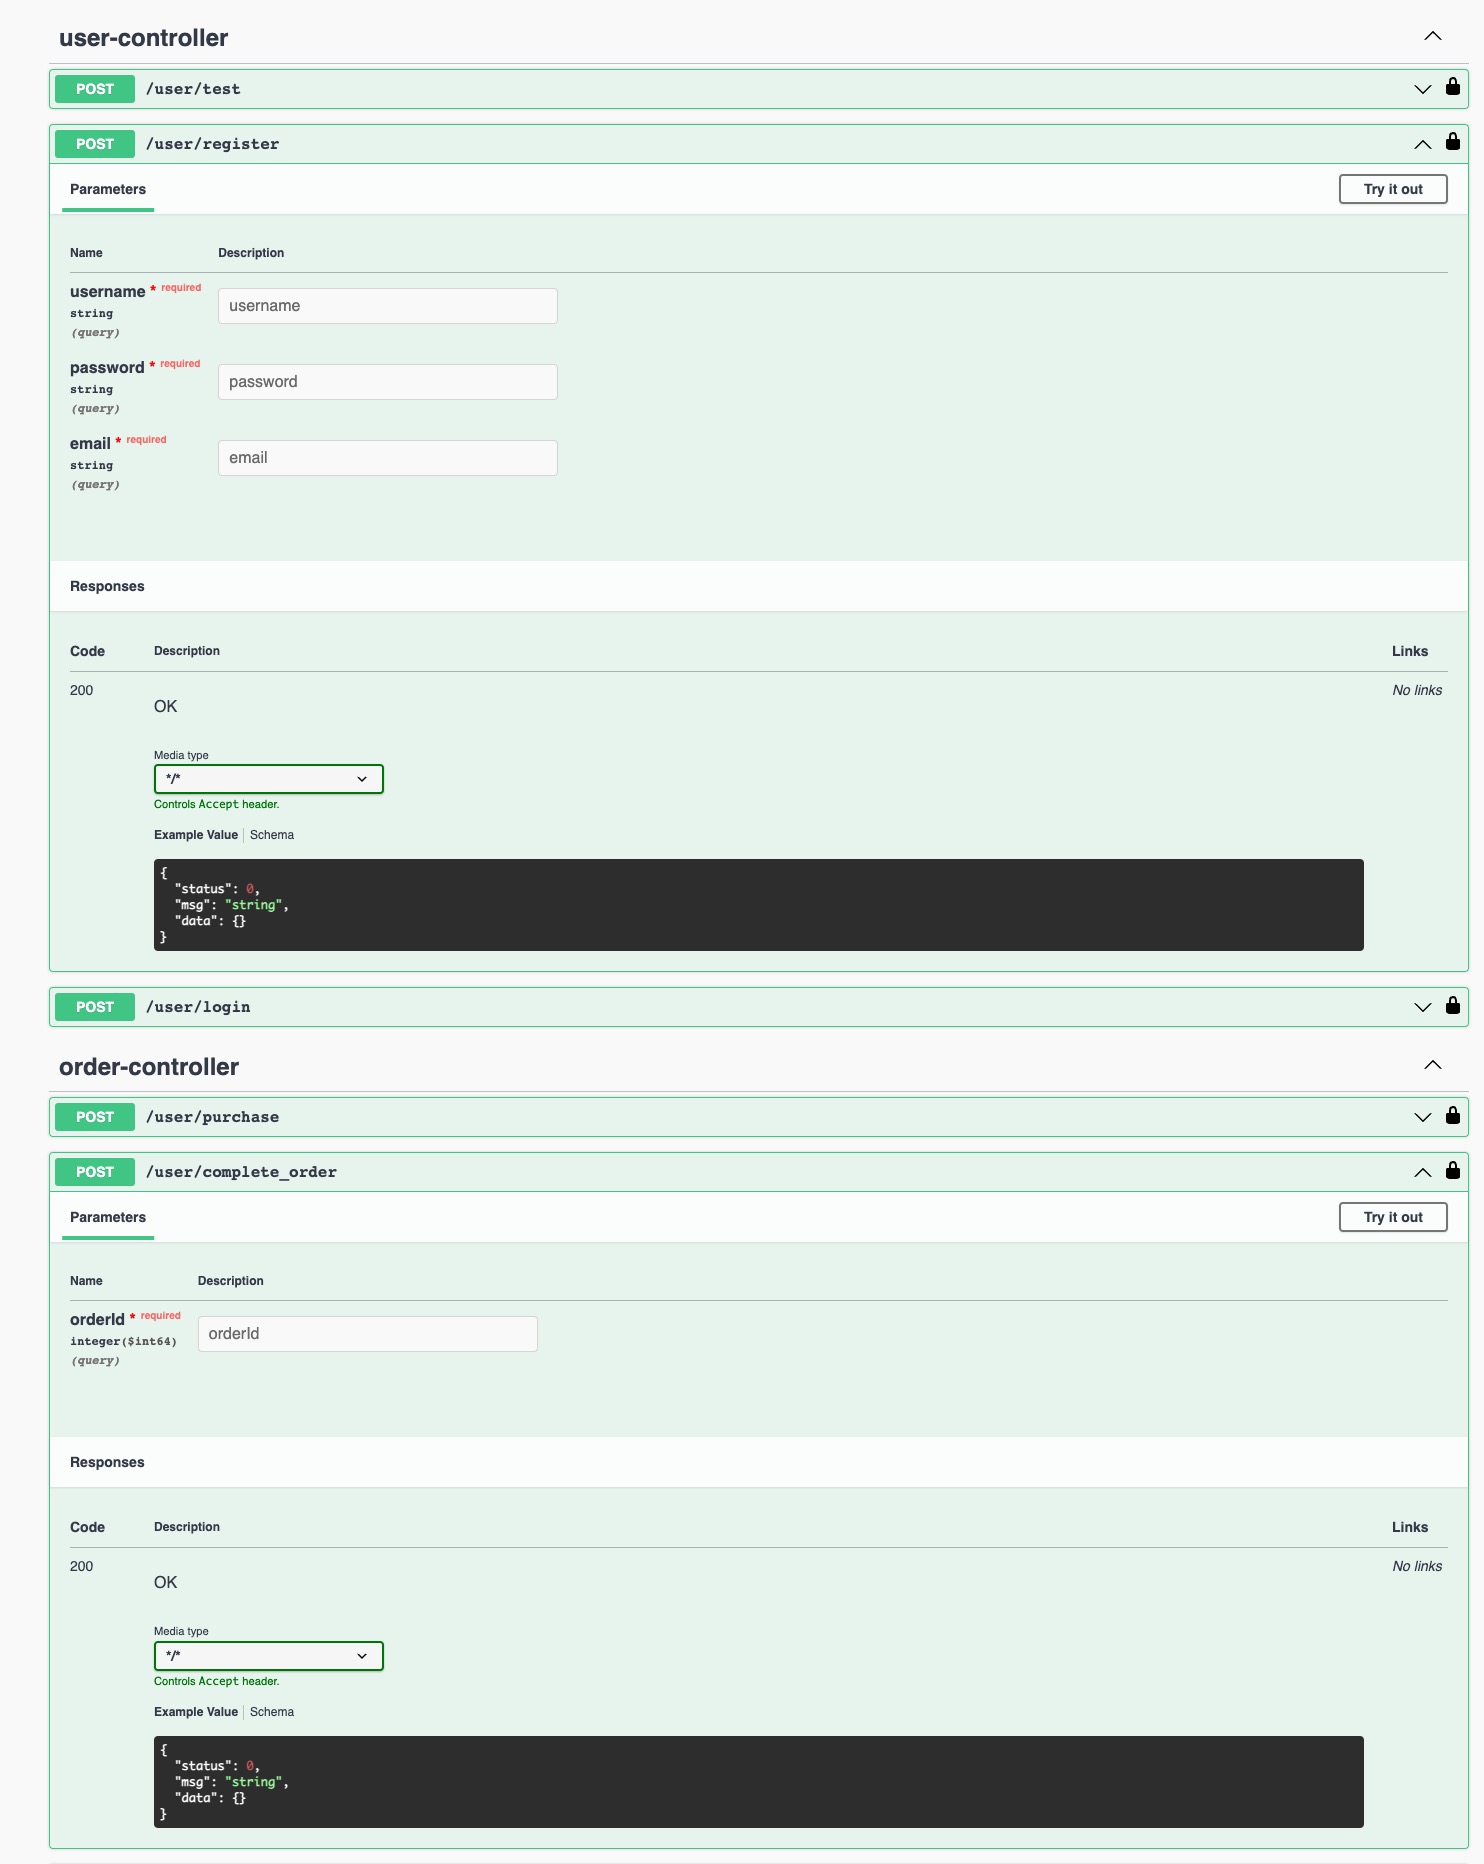 user-controller
POST /user/test
POST /user/register
Parameters Try it out
Name Description
username * required
string
(query)
username
password * required
string
(query)
password
email * required
string
(query)
email
Responses
Code Description Links
200 No links
OK
Media type
*/*
Controls Accept header.
Example Value Schema
{
"status": 0,
"msg": "string",
"data": {}
}
POST /user/login
order-controller
POST /user/purchase
POST /user/complete_order
Parameters Try it out
Name Description
orderId * required
integer($int64)
(query)
orderId
Responses
Code Description Links
200 No links
OK
Media type
*/*
Controls Accept header.
Example Value Schema
{
"status": 0,
"msg": "string",
"data": {}
}